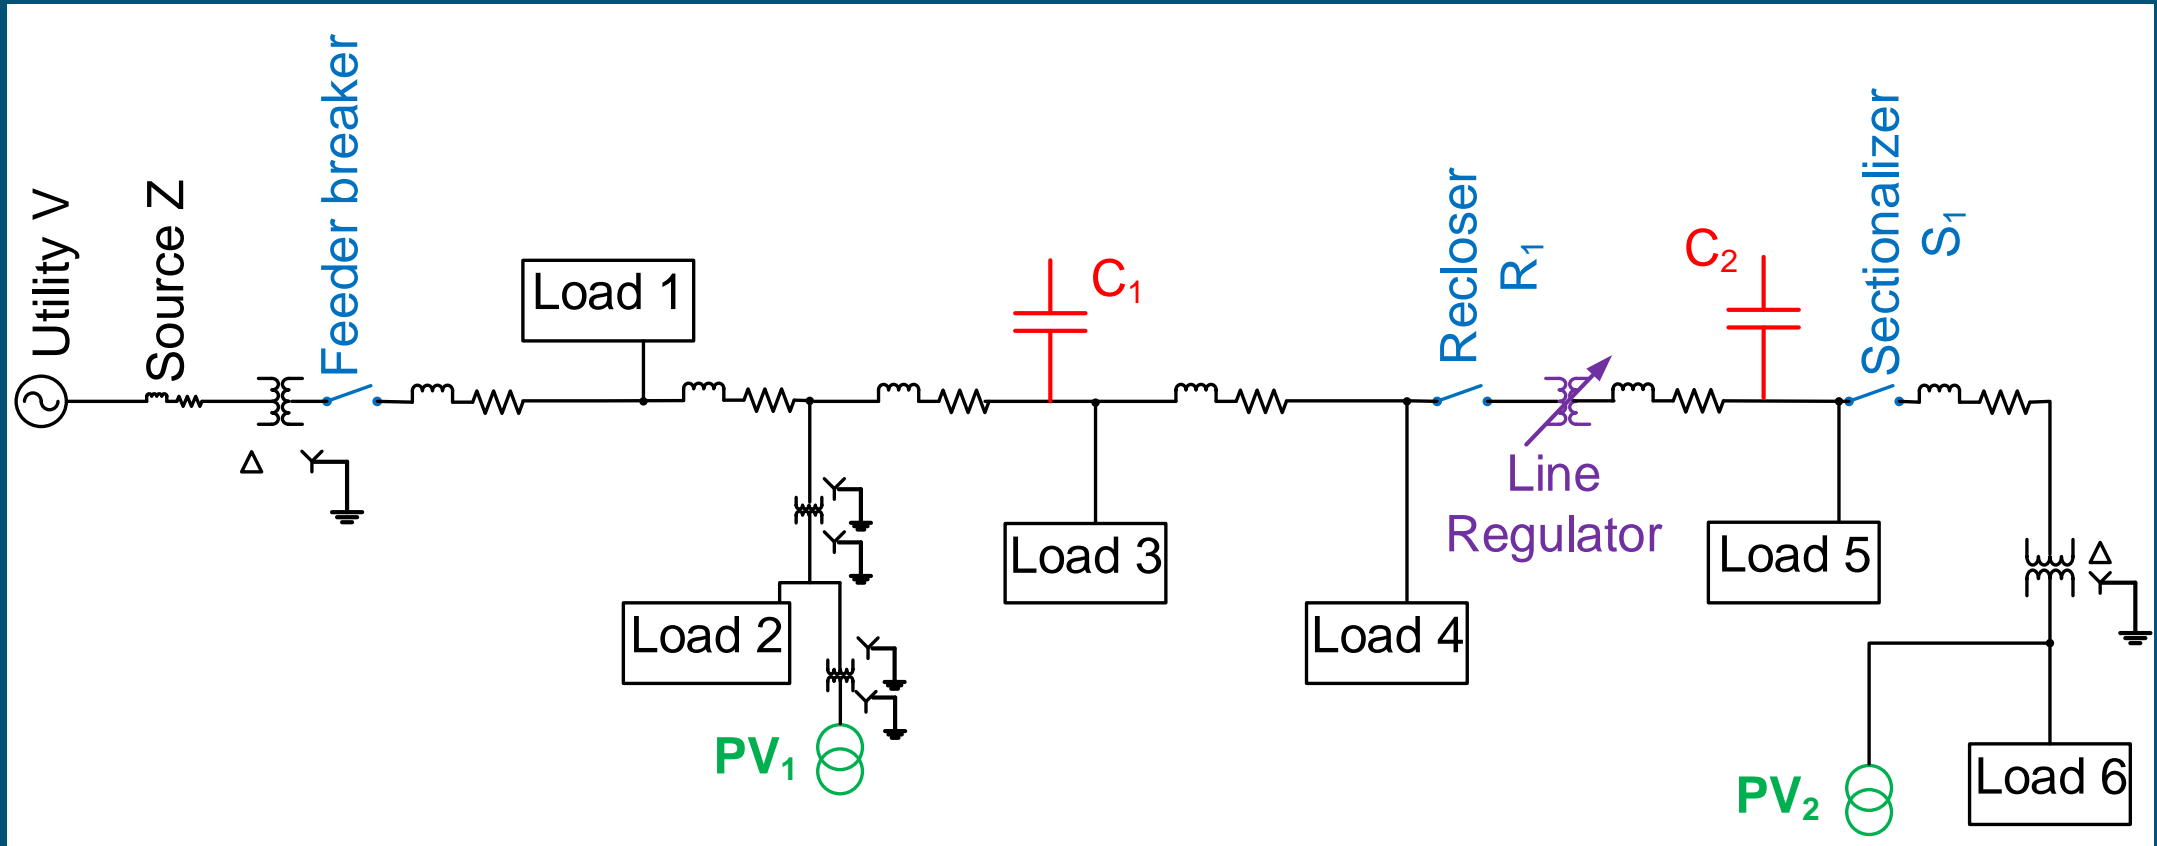 Utility V
Source Z
Feeder breaker
Load 1
C₁
Recloser
R₁
C₂
Sectionalizer
S₁
Δ
Line
Regulator
Load 2
Load 3
Load 4
Load 5
Δ
PV₁
PV₂
Load 6